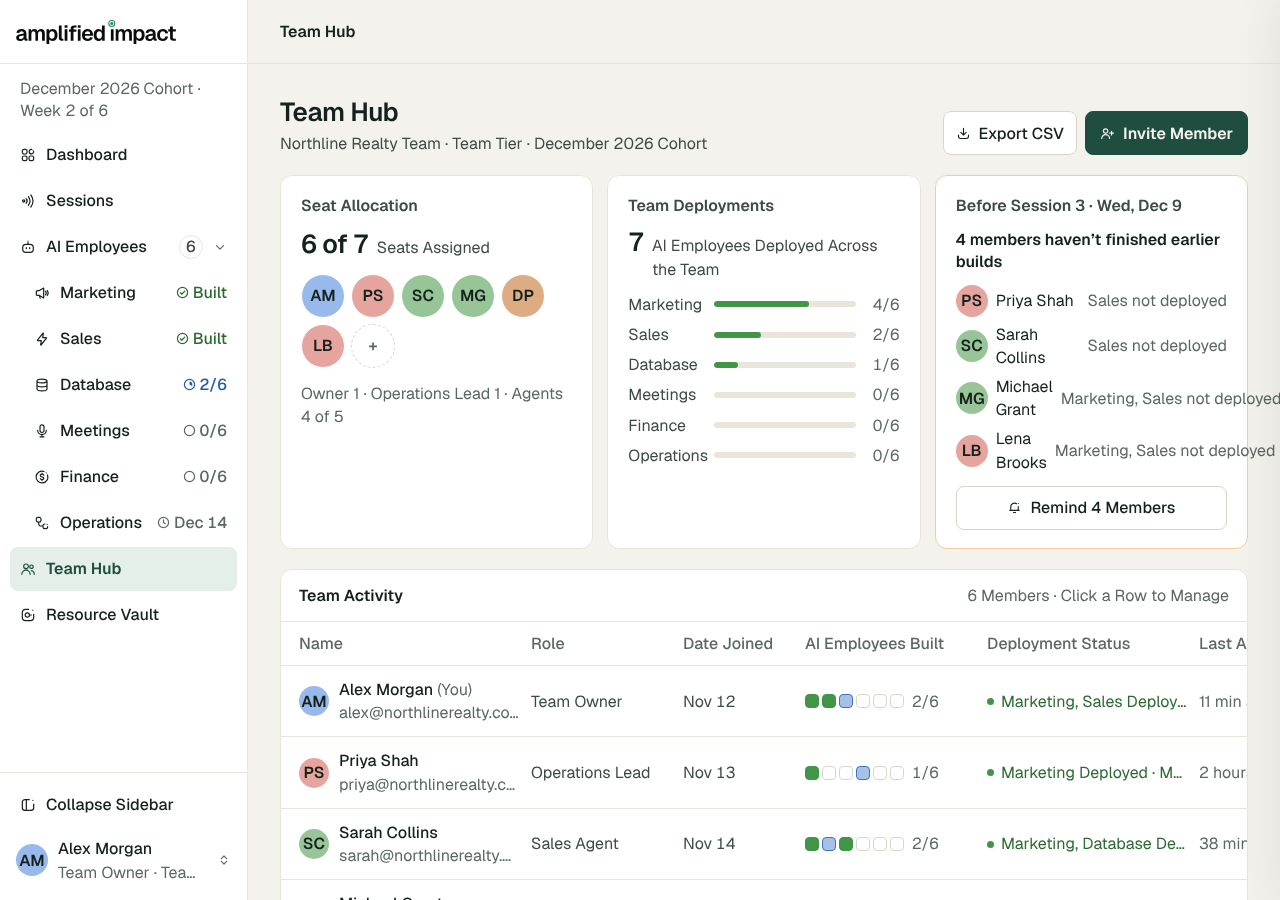 amplified impact
December 2026 Cohort ·
Week 2 of 6
Dashboard
Sessions
AI Employees 6
Marketing Built
Sales Built
Database 2/6
Meetings 0/6
Finance 0/6
Operations Dec 14
Team Hub
Resource Vault
Collapse Sidebar
AM Alex Morgan
Team Owner · Tea...
Team Hub
Team Hub
Northline Realty Team · Team Tier · December 2026 Cohort
Export CSV
Invite Member
Seat Allocation
6 of 7 Seats Assigned
AM PS SC MG DP
LB +
Owner 1 · Operations Lead 1 · Agents
4 of 5
Team Deployments
7 AI Employees Deployed Across
the Team
Marketing 4/6
Sales 2/6
Database 1/6
Meetings 0/6
Finance 0/6
Operations 0/6
Before Session 3 · Wed, Dec 9
4 members haven’t finished earlier
builds
PS Priya Shah Sales not deployed
SC Sarah
Collins Sales not deployed
MG Michael
Grant Marketing, Sales not deployed
LB Lena
Brooks Marketing, Sales not deployed
Remind 4 Members
Team Activity
6 Members · Click a Row to Manage
Name Role Date Joined AI Employees Built Deployment Status Last A
AM Alex Morgan (You)
alex@northlinerealty.co... Team Owner Nov 12 2/6 Marketing, Sales Deploy... 11 min
PS Priya Shah
priya@northlinerealty.c... Operations Lead Nov 13 1/6 Marketing Deployed · M... 2 hour
SC Sarah Collins
sarah@northlinerealty.... Sales Agent Nov 14 2/6 Marketing, Database De... 38 min